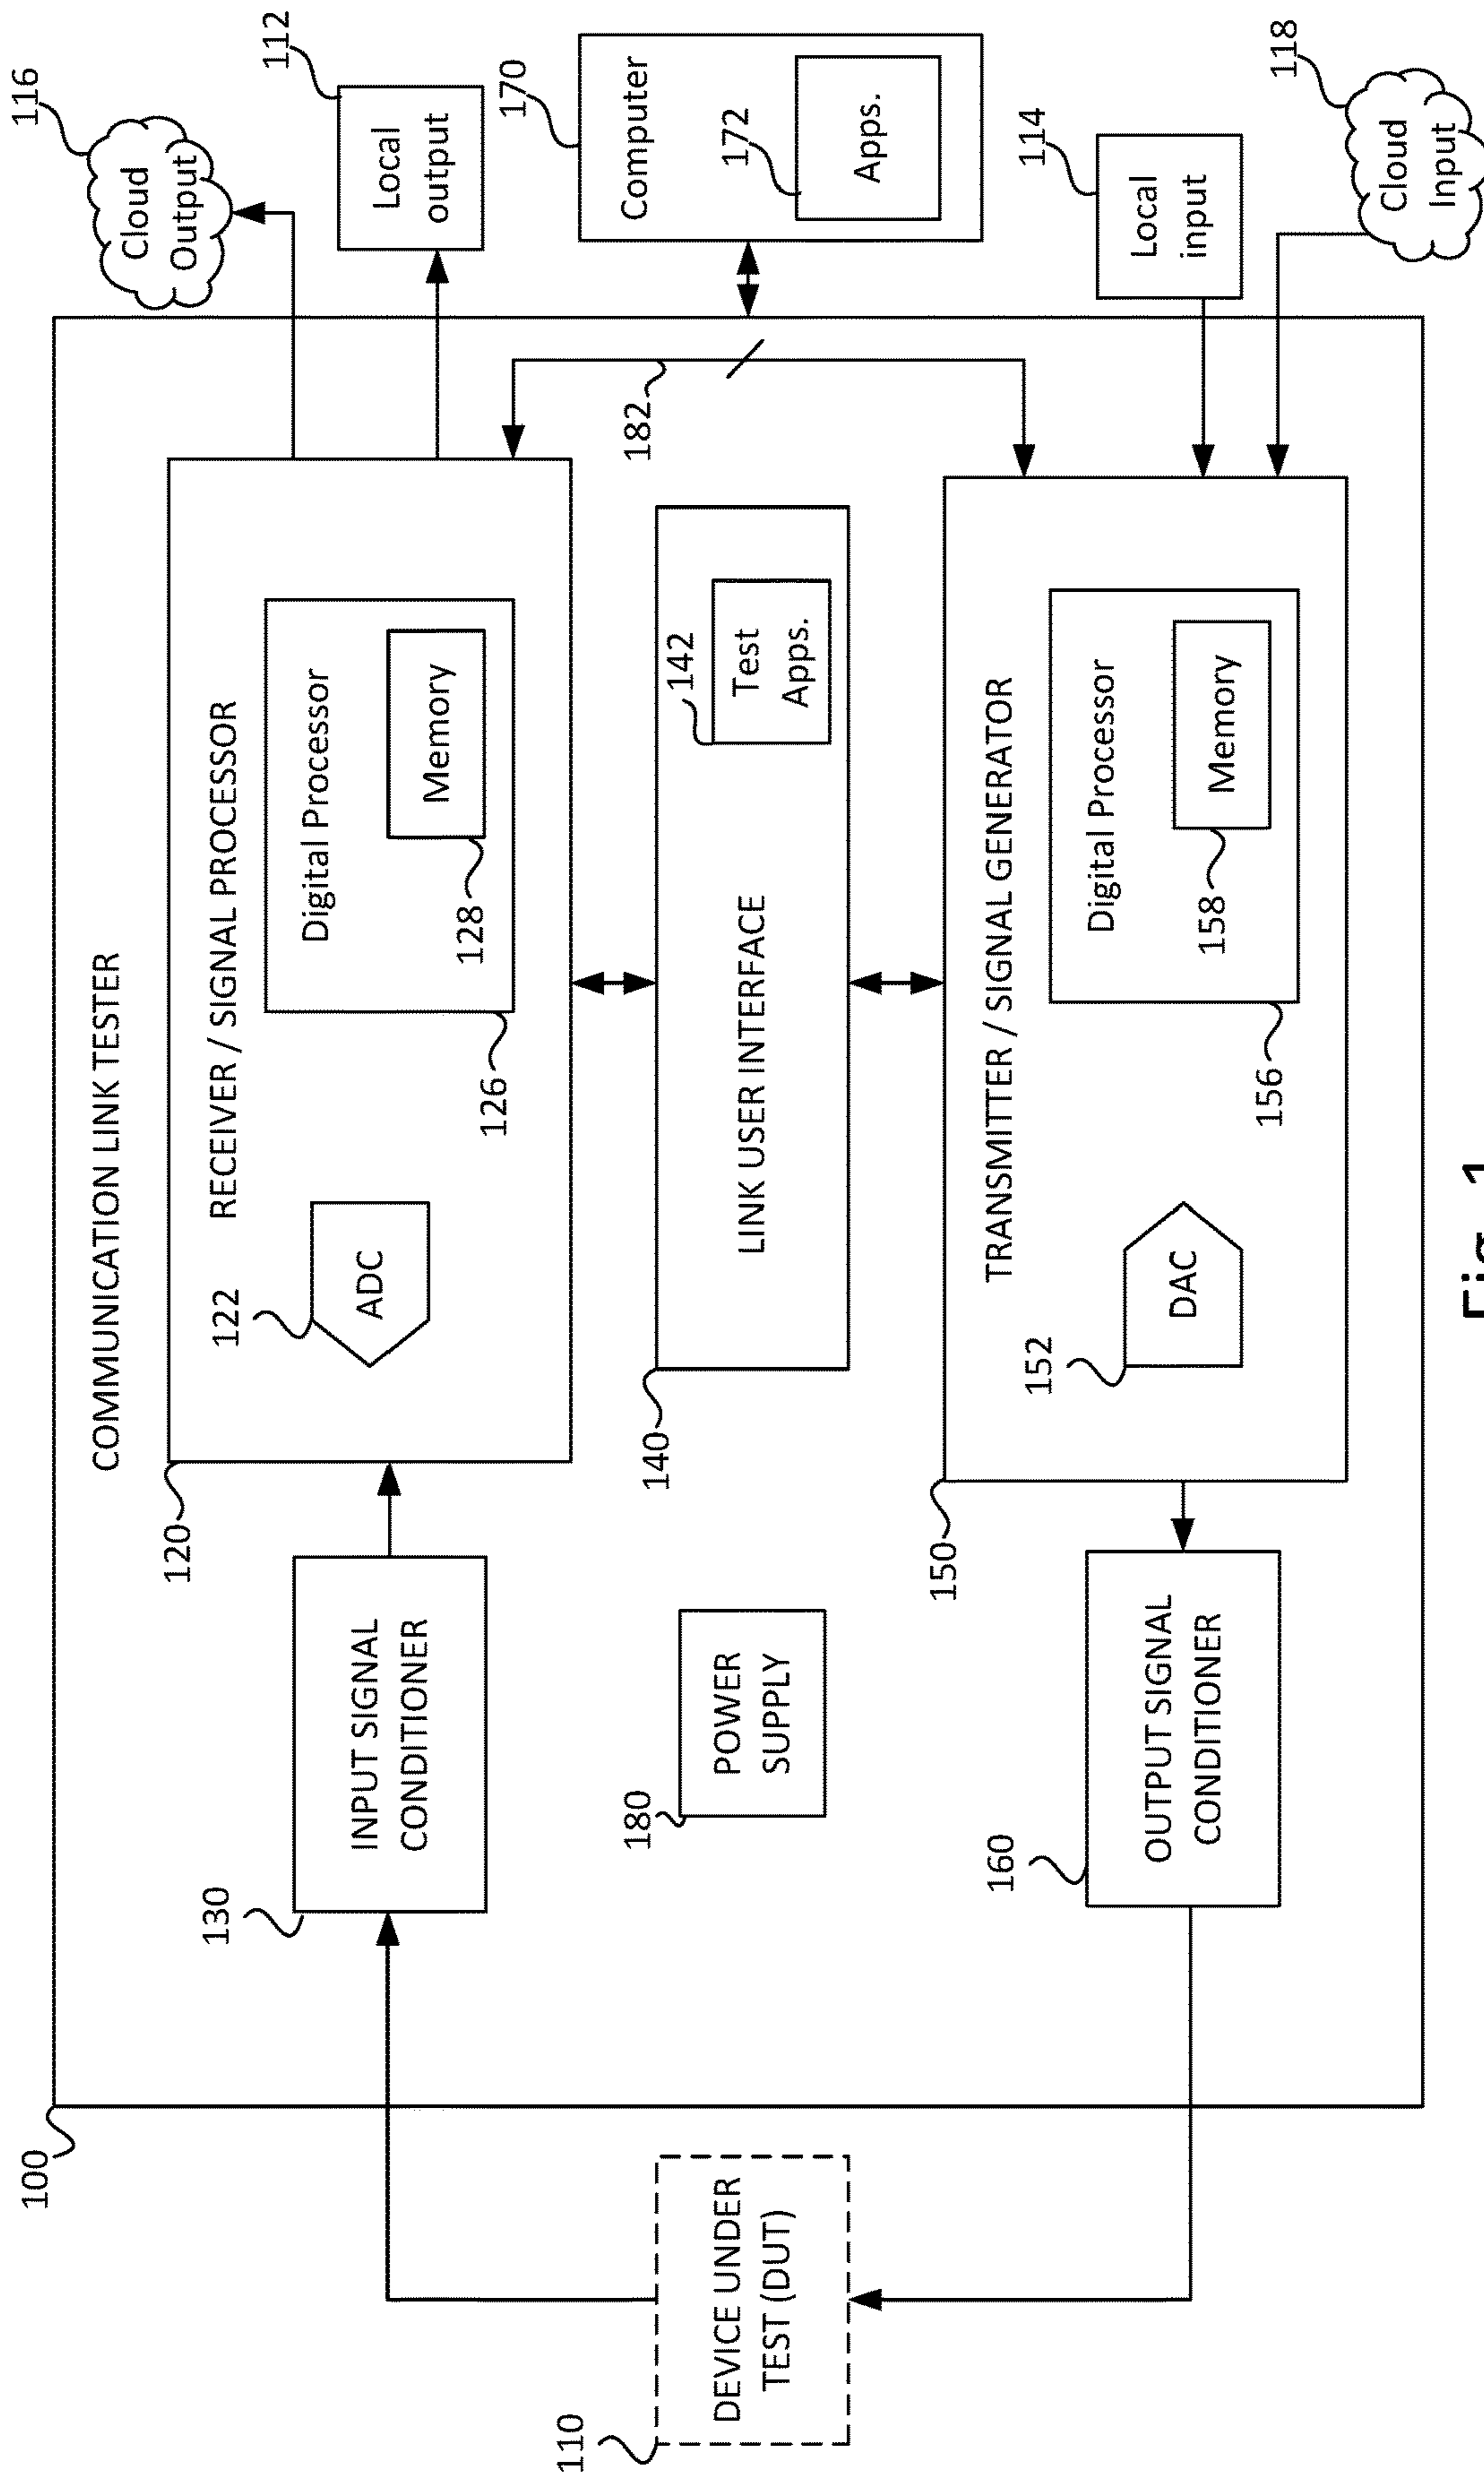 100
COMMUNICATION LINK TESTER
116
Cloud
Output
112
Local
output
170
Computer
172
Apps.
114
Local
input
118
Cloud
Input
120
RECEIVER / SIGNAL PROCESSOR
122
ADC
Digital Processor
126
Memory
128
182
130
INPUT SIGNAL
CONDITIONER
140
LINK USER INTERFACE
142
Test
Apps.
180
POWER
SUPPLY
110
DEVICE UNDER
TEST (DUT)
150
TRANSMITTER / SIGNAL GENERATOR
152
DAC
Digital Processor
156
Memory
158
160
OUTPUT SIGNAL
CONDITIONER
Fig. 1